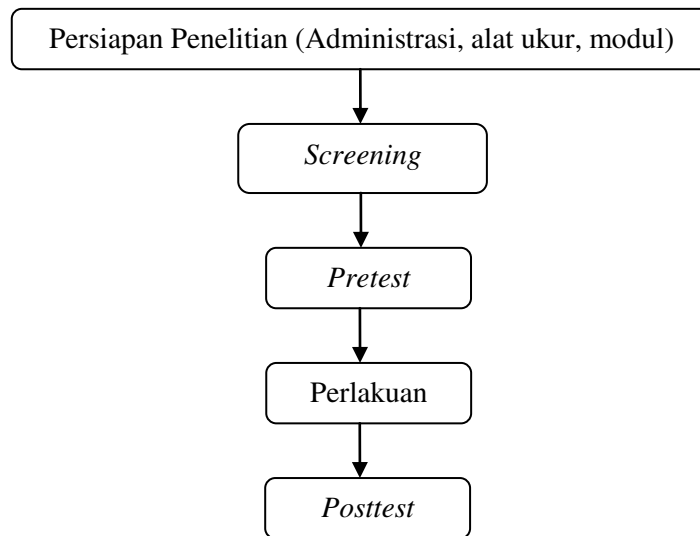 Persiapan Penelitian (Administrasi, alat ukur, modul)
Screening
Pretest
Perlakuan
Posttest